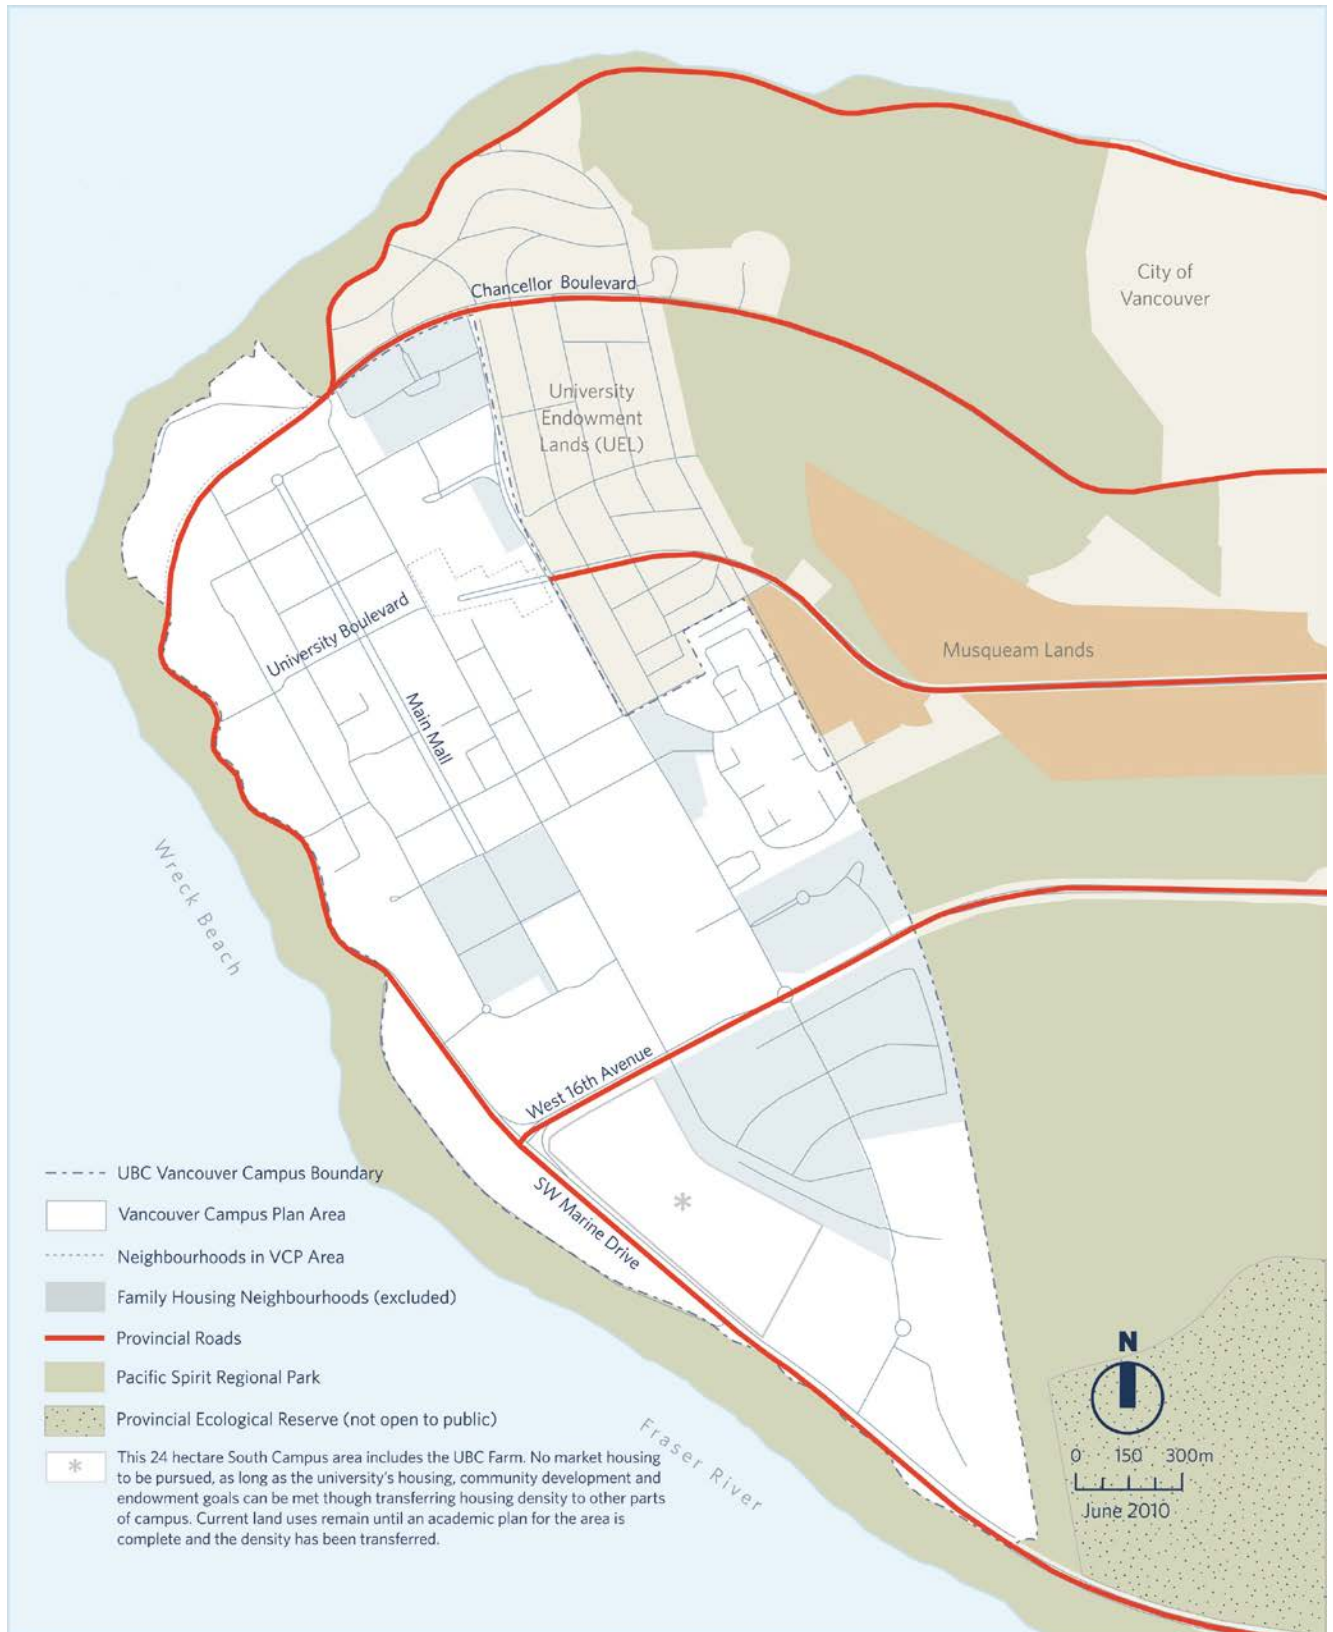 Chancellor Boulevard
City of
Vancouver
University
Endowment
Lands (UEL)
University Boulevard
Main Mall
Musqueam Lands
Wreck Beach
West 16th Avenue
SW Marine Drive
*
Fraser River
UBC Vancouver Campus Boundary
Vancouver Campus Plan Area
Neighbourhoods in VCP Area
Family Housing Neighbourhoods (excluded)
Provincial Roads
Pacific Spirit Regional Park
Provincial Ecological Reserve (not open to public)
* This 24 hectare South Campus area includes the UBC Farm. No market housing
to be pursued, as long as the university's housing, community development and
endowment goals can be met though transferring housing density to other parts
of campus. Current land uses remain until an academic plan for the area is
complete and the density has been transferred.
N
0 150 300m
June 2010